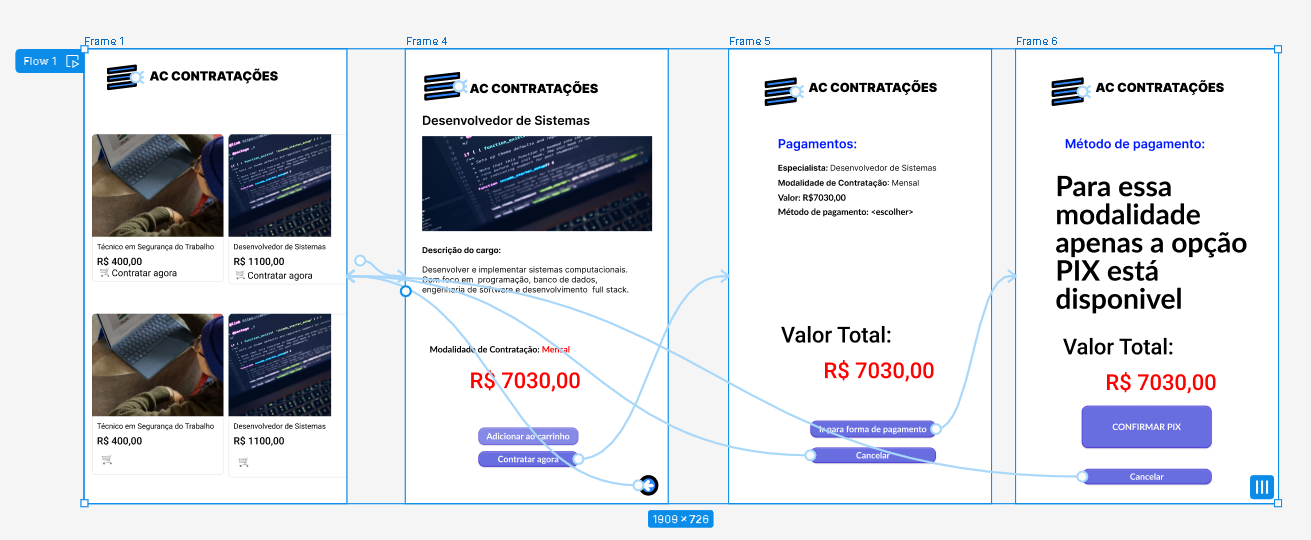 Flow 1
Frame 1
AC CONTRATAÇÕES
Técnico em Segurança do Trabalho
R$ 400,00
Contratar agora
Desenvolvedor de Sistemas
R$ 1100,00
Contratar agora
Técnico em Segurança do Trabalho
R$ 400,00
Desenvolvedor de Sistemas
R$ 1100,00
Frame 4
AC CONTRATAÇÕES
Desenvolvedor de Sistemas
Descrição do cargo:
Desenvolver e implementar sistemas computacionais.
Com foco em programação, banco de dados,
engenharia de software e desenvolvimento full stack.
Modalidade de Contratação: Mensal
R$ 7030,00
Adicionar ao carrinho
Contratar agora
Frame 5
AC CONTRATAÇÕES
Pagamentos:
Especialista: Desenvolvedor de Sistemas
Modalidade de Contratação: Mensal
Valor: R$7030,00
Método de pagamento: <escolher>
Valor Total:
R$ 7030,00
Ir para forma de pagamento
Cancelar
Frame 6
AC CONTRATAÇÕES
Método de pagamento:
Para essa
modalidade
apenas a opção
PIX está
disponivel
Valor Total:
R$ 7030,00
CONFIRMAR PIX
Cancelar
1909 × 726